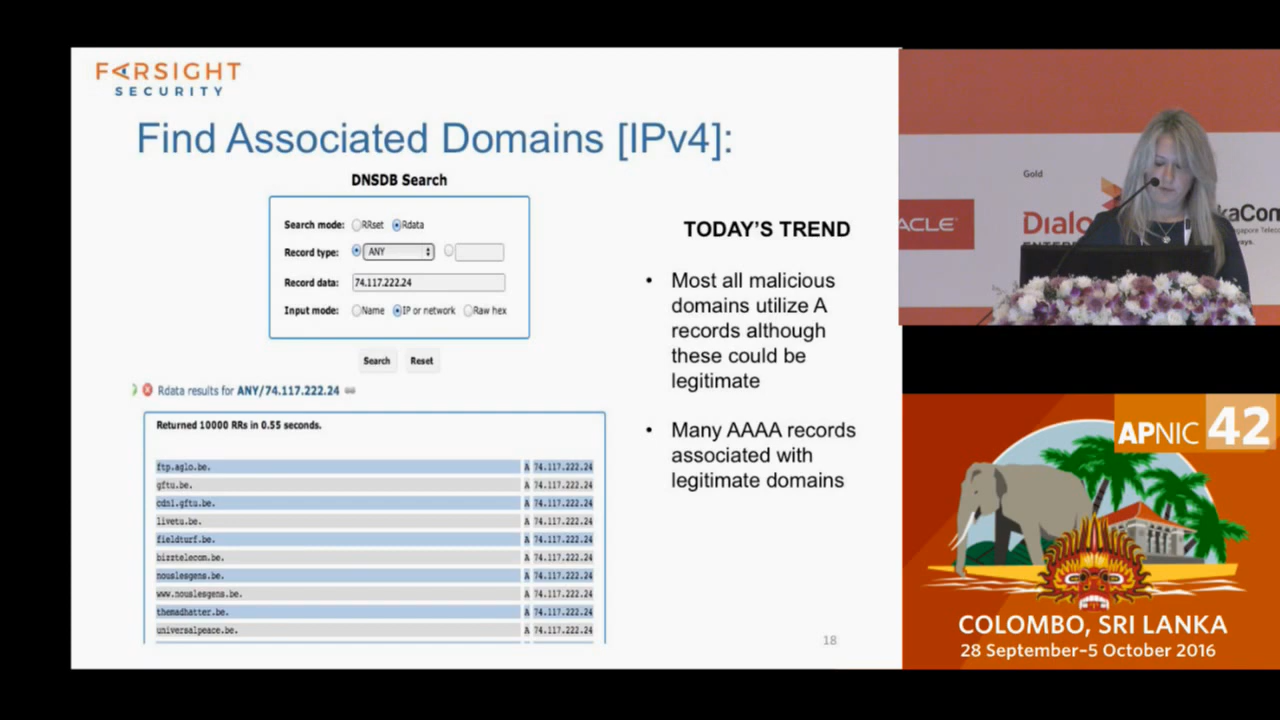 FARSIGHT
SECURITY
Find Associated Domains [IPv4]:
DNSDB Search
Search mode: RRset Rdata
Record type: ANY
Record data: 74.117.222.24
Input mode: Name IP or network Raw hex
Search Reset
Rdata results for ANY/74.117.222.24
Returned 10000 RRs in 0.55 seconds.
ftp.aglo.be. A 74.117.222.24
gftu.be. A 74.117.222.24
cdn1.gftu.be. A 74.117.222.24
livetu.be. A 74.117.222.24
fieldturf.be. A 74.117.222.24
bizztelecom.be. A 74.117.222.24
nouslesgens.be. A 74.117.222.24
www.nouslesgens.be. A 74.117.222.24
themadhatter.be. A 74.117.222.24
universalpeace.be. A 74.117.222.24
TODAY'S TREND
• Most all malicious
domains utilize A
records although
these could be
legitimate
• Many AAAA records
associated with
legitimate domains
18
Gold
ACLE
Dialo
kaCom
APNIC 42
COLOMBO, SRI LANKA
28 September–5 October 2016